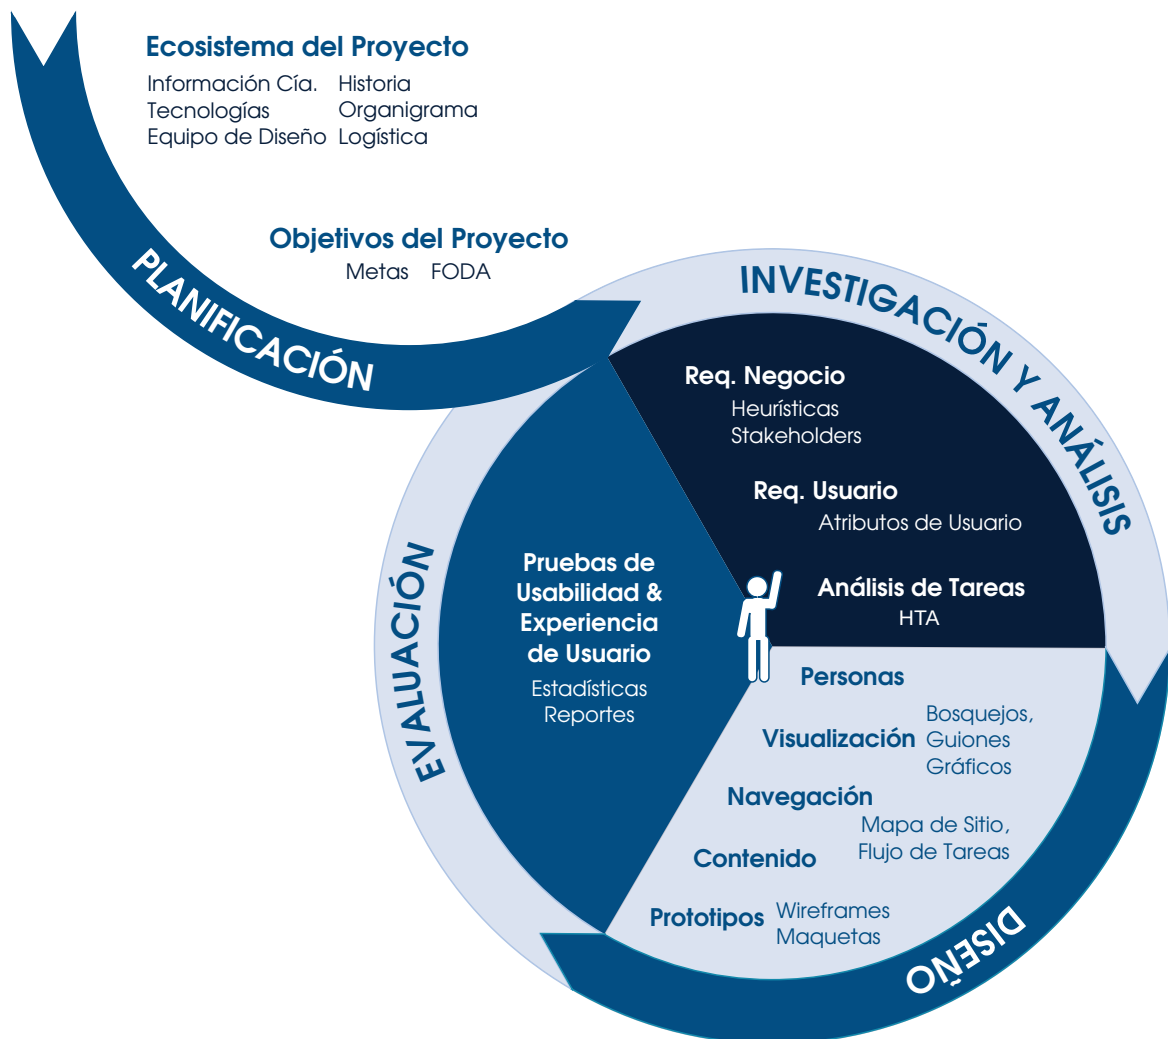 Ecosistema del Proyecto
Información Cía. Historia
Tecnologías Organigrama
Equipo de Diseño Logística
Objetivos del Proyecto
Metas FODA
PLANIFICACIÓN
INVESTIGACIÓN Y ANÁLISIS
Req. Negocio
Heurísticas
Stakeholders
Req. Usuario
Atributos de Usuario
Análisis de Tareas
HTA
Personas
Visualización
Bosquejos,
Guiones
Gráficos
Navegación
Mapa de Sitio,
Flujo de Tareas
Contenido
Prototipos
Wireframes
Maquetas
DISEÑO
Pruebas de
Usabilidad &
Experiencia
de Usuario
Estadísticas
Reportes
EVALUACIÓN